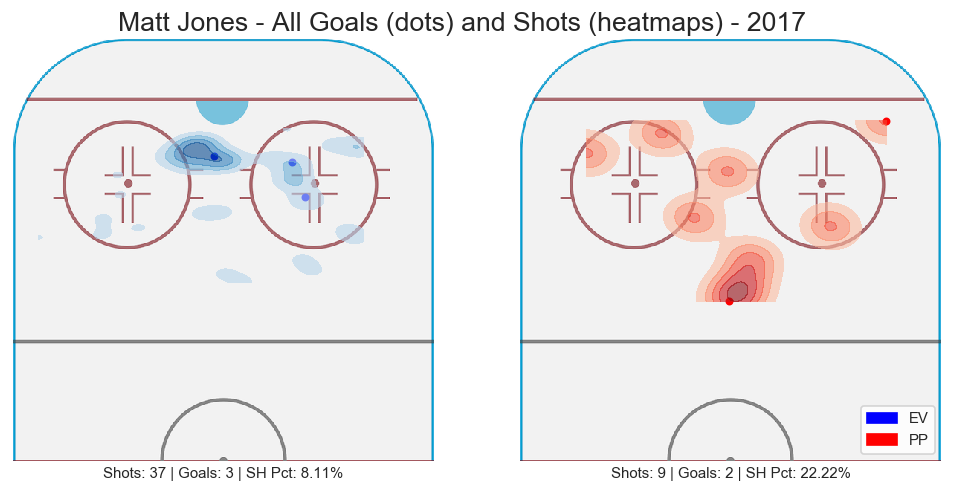 Matt Jones - All Goals (dots) and Shots (heatmaps) - 2017
EV
PP
Shots: 37 | Goals: 3 | SH Pct: 8.11%
Shots: 9 | Goals: 2 | SH Pct: 22.22%